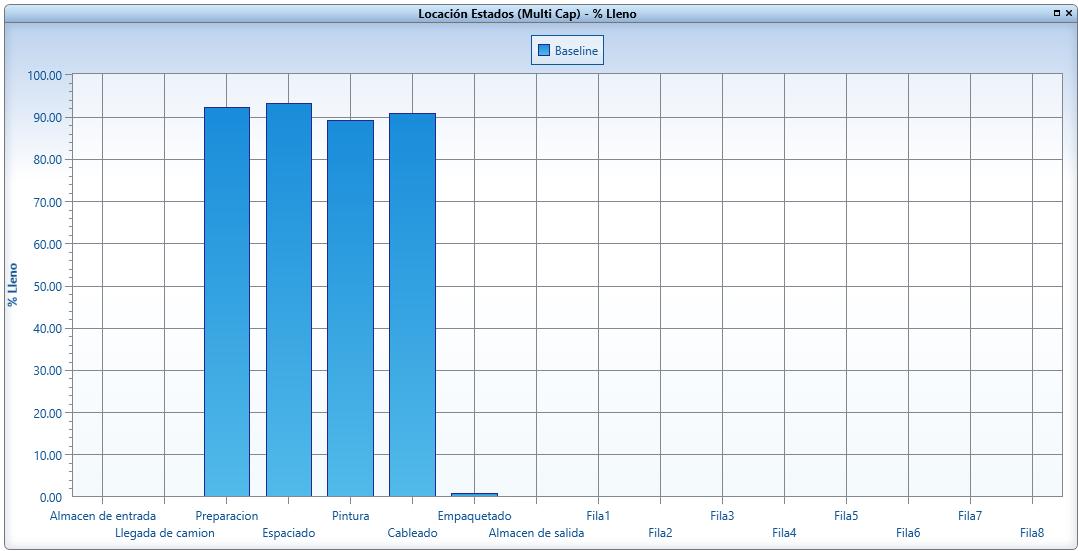 Locación Estados (Multi Cap) - % Lleno
Baseline
% Lleno
100.00
90.00
80.00
70.00
60.00
50.00
40.00
30.00
20.00
10.00
0.00
Almacen de entrada
Llegada de camion
Preparacion
Espaciado
Pintura
Cableado
Empaquetado
Almacen de salida
Fila1
Fila2
Fila3
Fila4
Fila5
Fila6
Fila7
Fila8